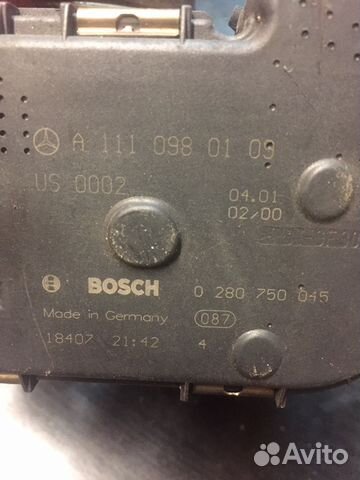 A 111 098 01 09
US 0002
04.01
02/00
BOSCH 0 280 750 045
Made in Germany 087
18407 21:42 4
Avito